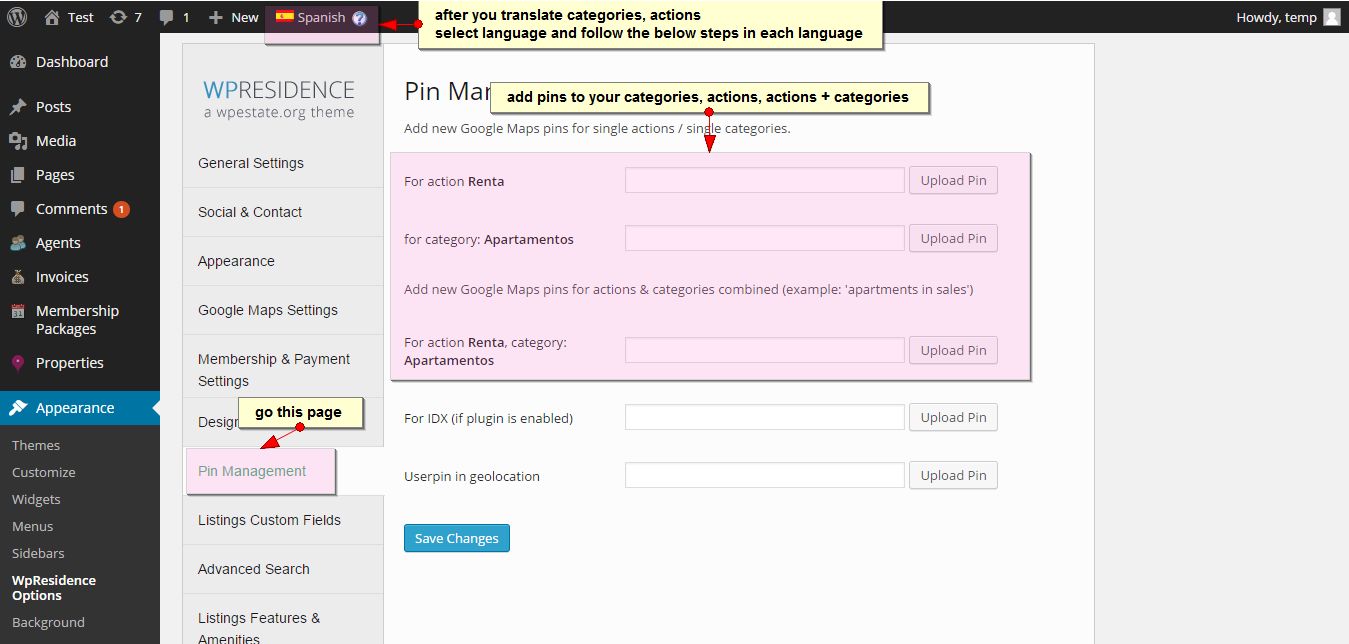 Test
7
1
New
Spanish
Howdy, temp
after you translate categories, actions
select language and follow the below steps in each language
Dashboard
Posts
Media
Pages
Comments 1
Agents
Invoices
Membership
Packages
Properties
Appearance
Themes
Customize
Widgets
Menus
Sidebars
WpResidence
Options
Background
WPRESIDENCE
a wpestate.org theme
General Settings
Social & Contact
Appearance
Google Maps Settings
Membership & Payment
Settings
Design
go this page
Pin Management
Listings Custom Fields
Advanced Search
Listings Features &
Amenities
Pin Mar
add pins to your categories, actions, actions + categories
Add new Google Maps pins for single actions / single categories.
For action Renta
Upload Pin
for category: Apartamentos
Upload Pin
Add new Google Maps pins for actions & categories combined (example: 'apartments in sales')
For action Renta, category:
Apartamentos
Upload Pin
For IDX (if plugin is enabled)
Upload Pin
Userpin in geolocation
Upload Pin
Save Changes